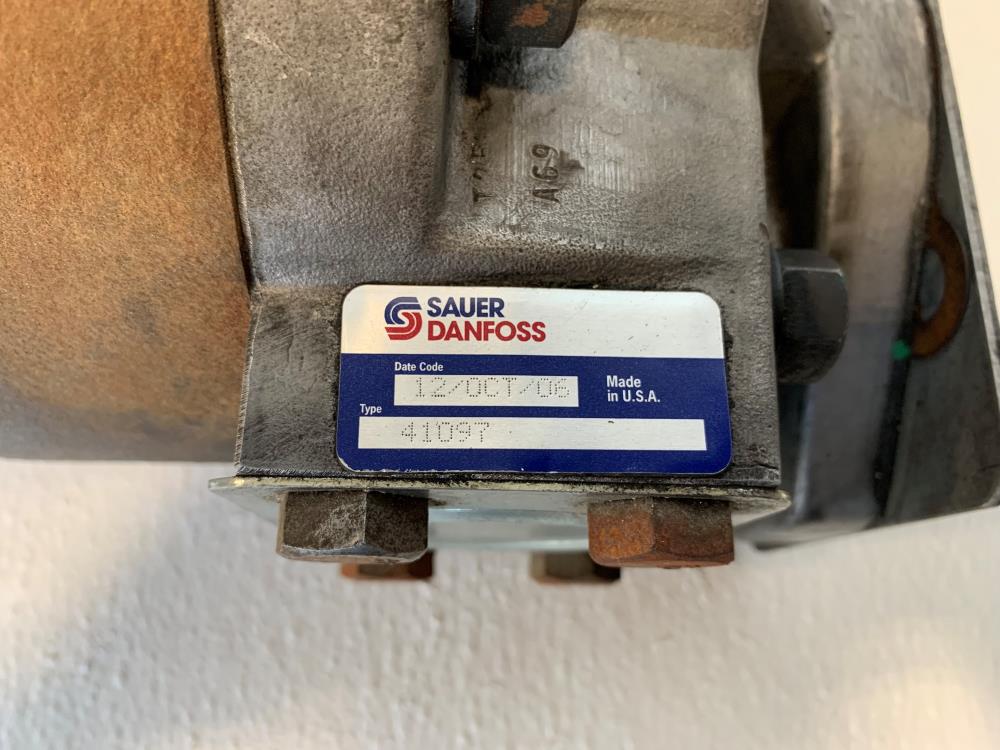 A69
SAUER
DANFOSS
Date Code
12/OCT/06
Made
in U.S.A.
Type
41097